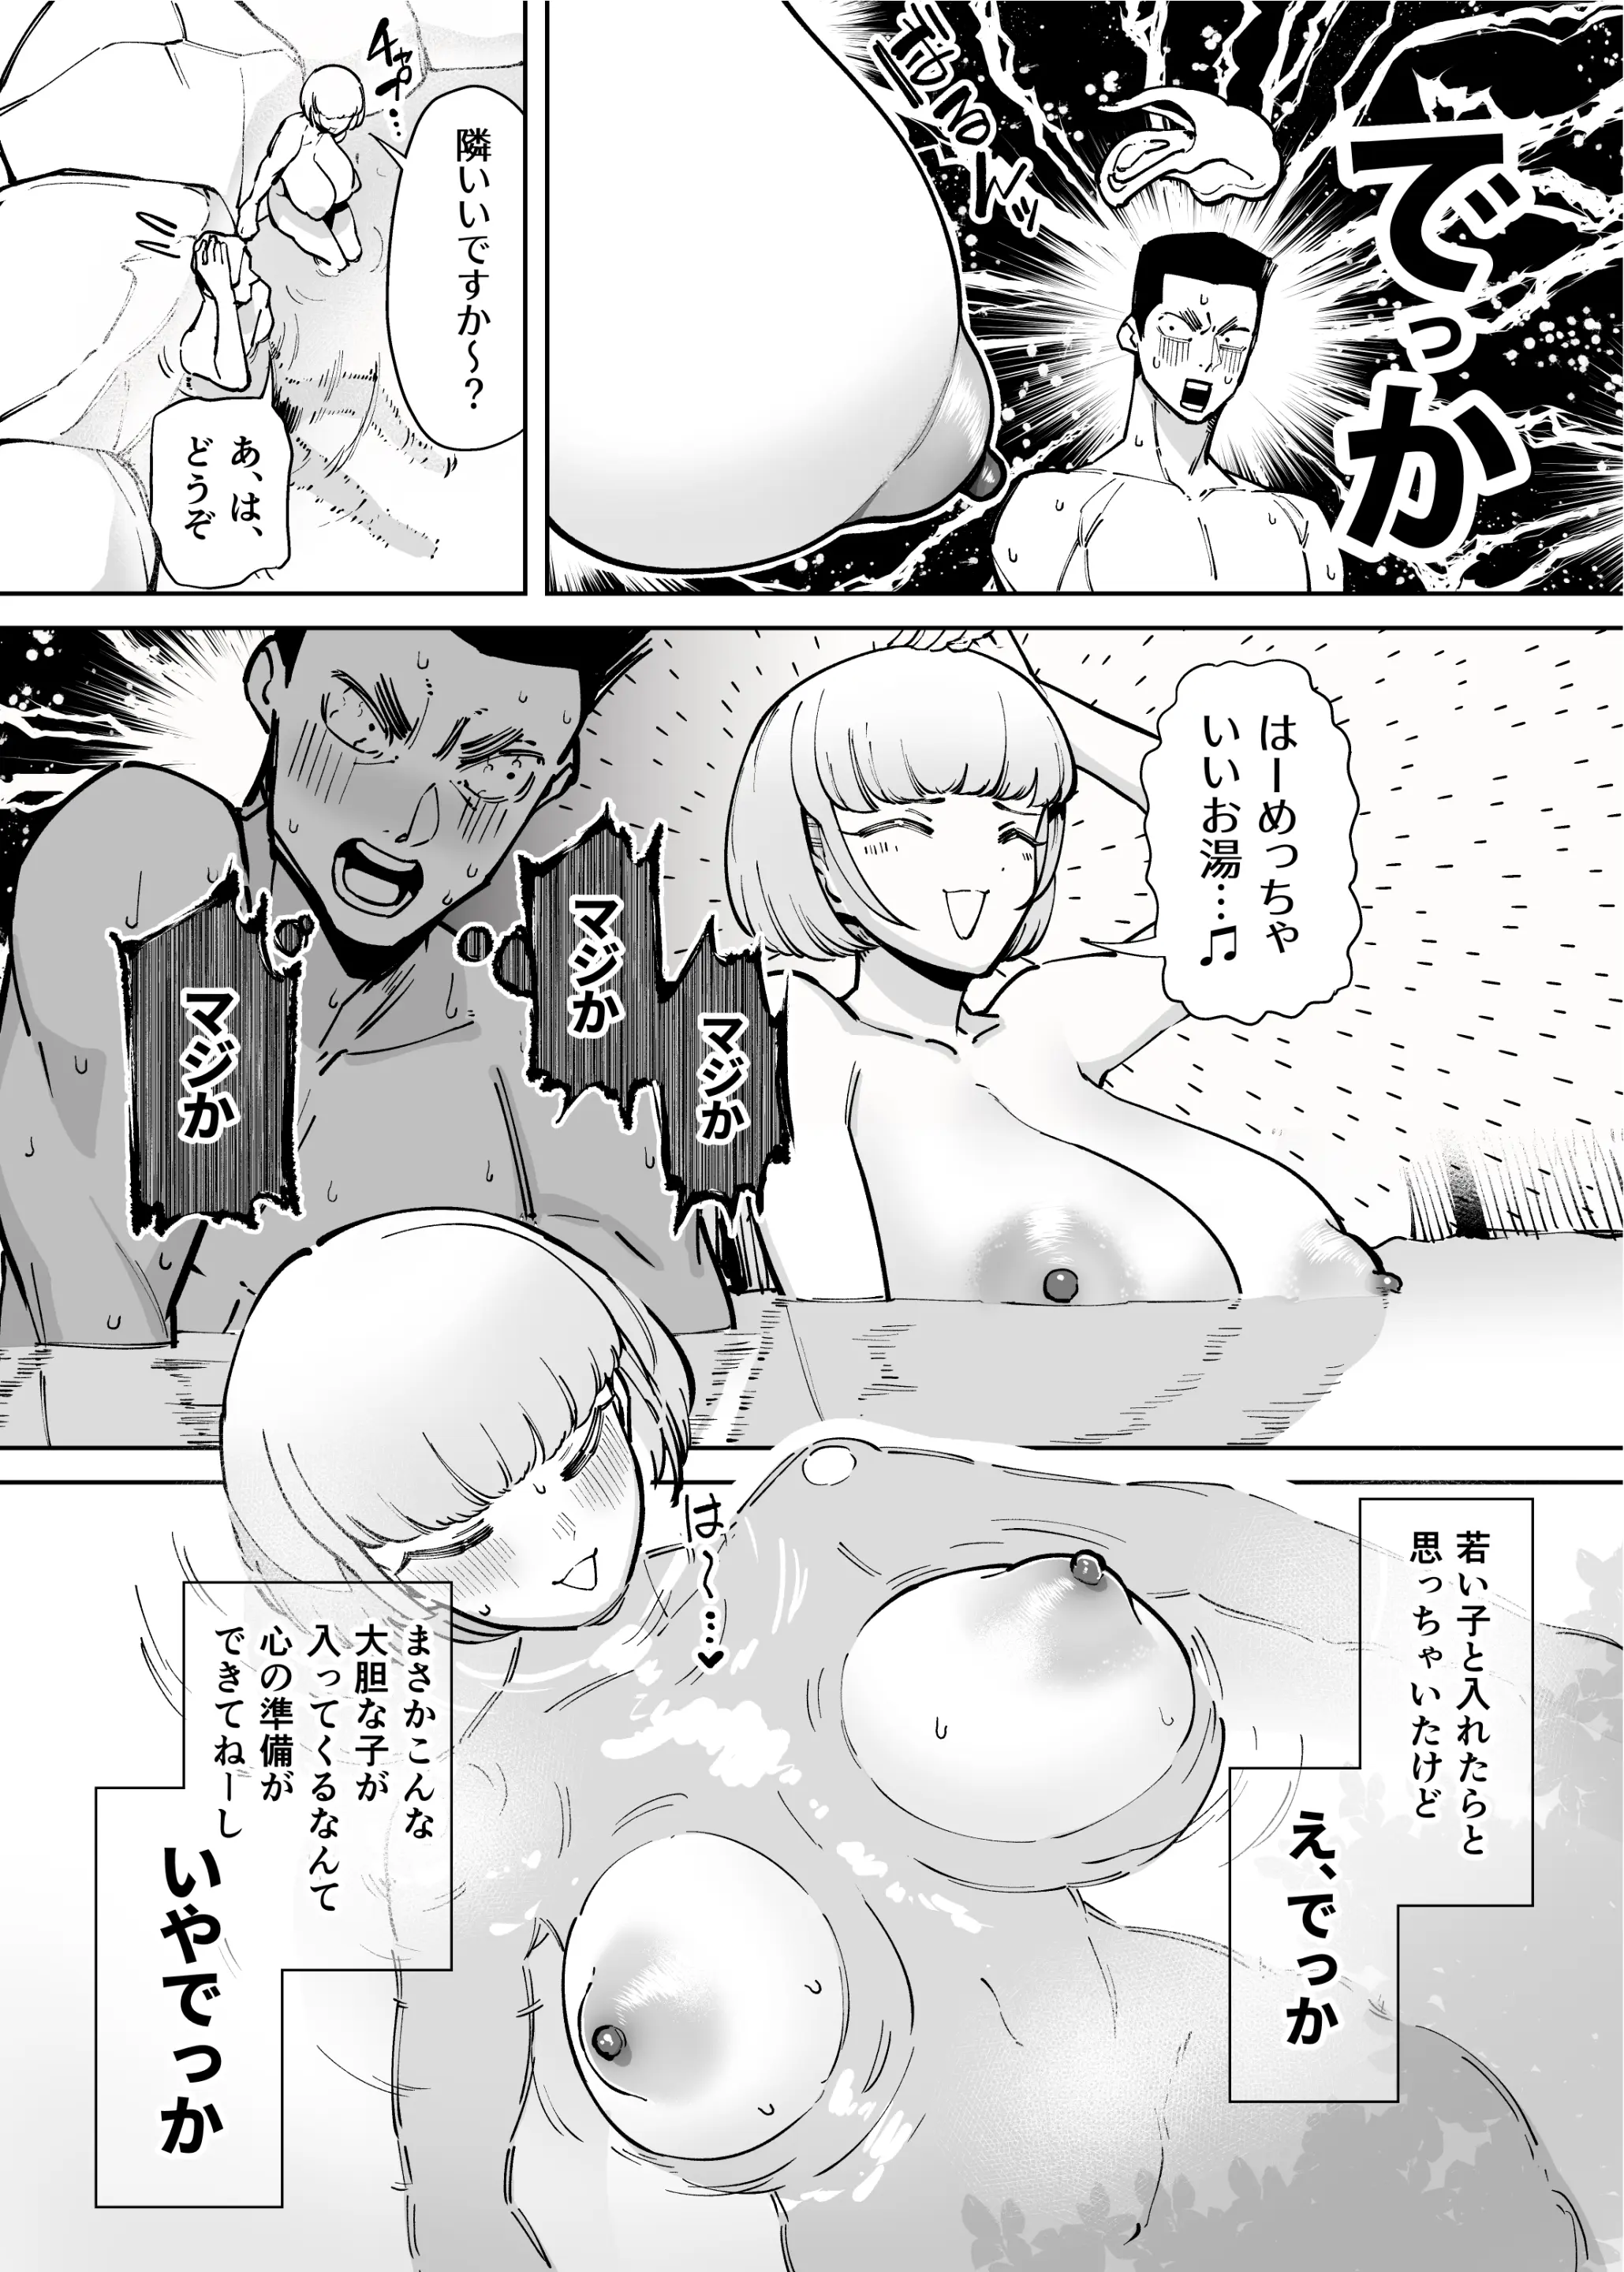 でっか
ばるんッ
チャプ…
隣いいですか～？
あ、は、
どうぞ
はーめっちゃ
いいお湯…♫
マジか
マジか
マジか
若い子と入れたらと
思っちゃいたけど
え、でっか
は～…♥
まさかこんな
大胆な子が
入ってくるなんて
心の準備が
できてねーし
いやでっか